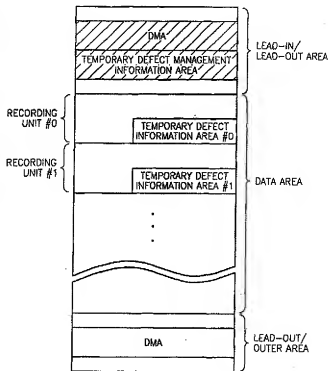 DMA
TEMPORARY DEFECT MANAGEMENT
INFORMATION AREA
LEAD-IN/
LEAD-OUT AREA
RECORDING
UNIT #0
TEMPORARY DEFECT
INFORMATION AREA #0
RECORDING
UNIT #1
TEMPORARY DEFECT
INFORMATION AREA #1
DATA AREA
DMA
LEAD-OUT/
OUTER AREA